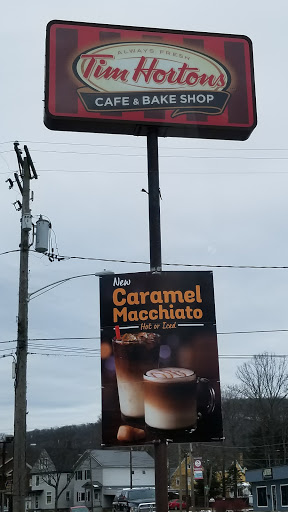 ALWAYS FRESH
Tim Hortons
CAFE & BAKE SHOP
New
Caramel
Macchiato
Hot or Iced